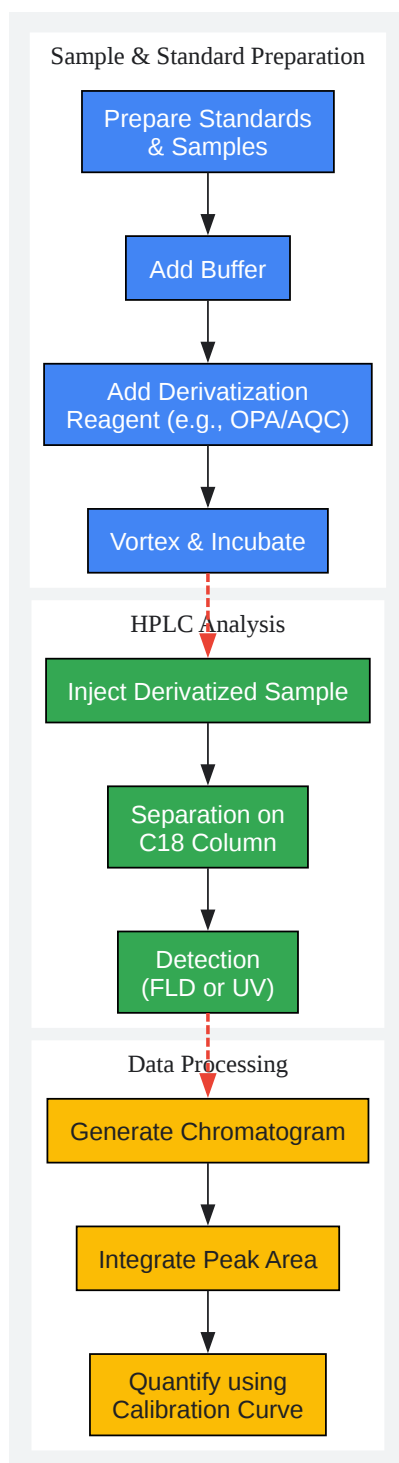 Sample & Standard Preparation
Prepare Standards
& Samples
Add Buffer
Add Derivatization
Reagent (e.g., OPA/AQC)
Vortex & Incubate
HPLC Analysis
Inject Derivatized Sample
Separation on
C18 Column
Detection
(FLD or UV)
Data Processing
Generate Chromatogram
Integrate Peak Area
Quantify using
Calibration Curve